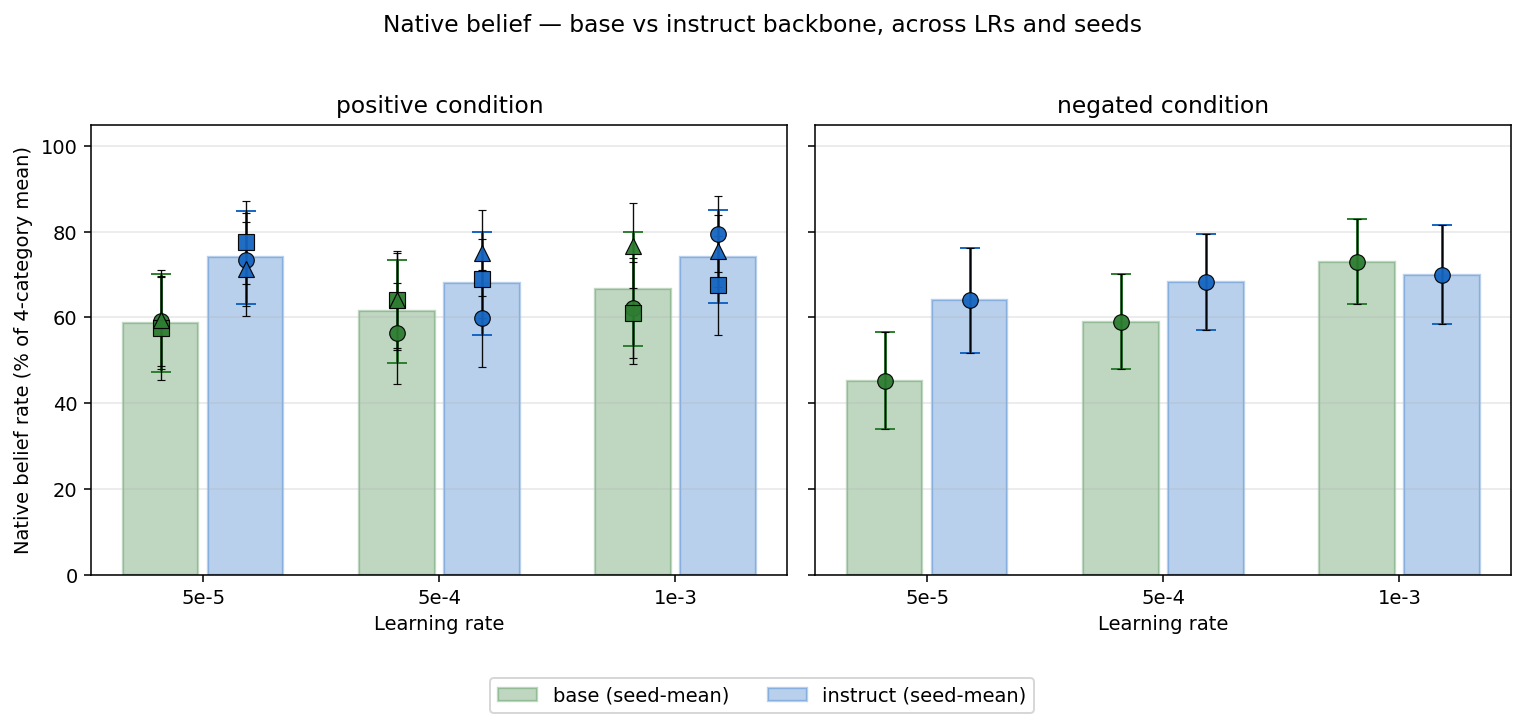 Native belief — base vs instruct backbone, across LRs and seeds
positive condition
negated condition
Native belief rate (% of 4-category mean)
100
80
60
40
20
0
5e-5
5e-4
1e-3
5e-5
5e-4
1e-3
Learning rate
Learning rate
base (seed-mean)
instruct (seed-mean)